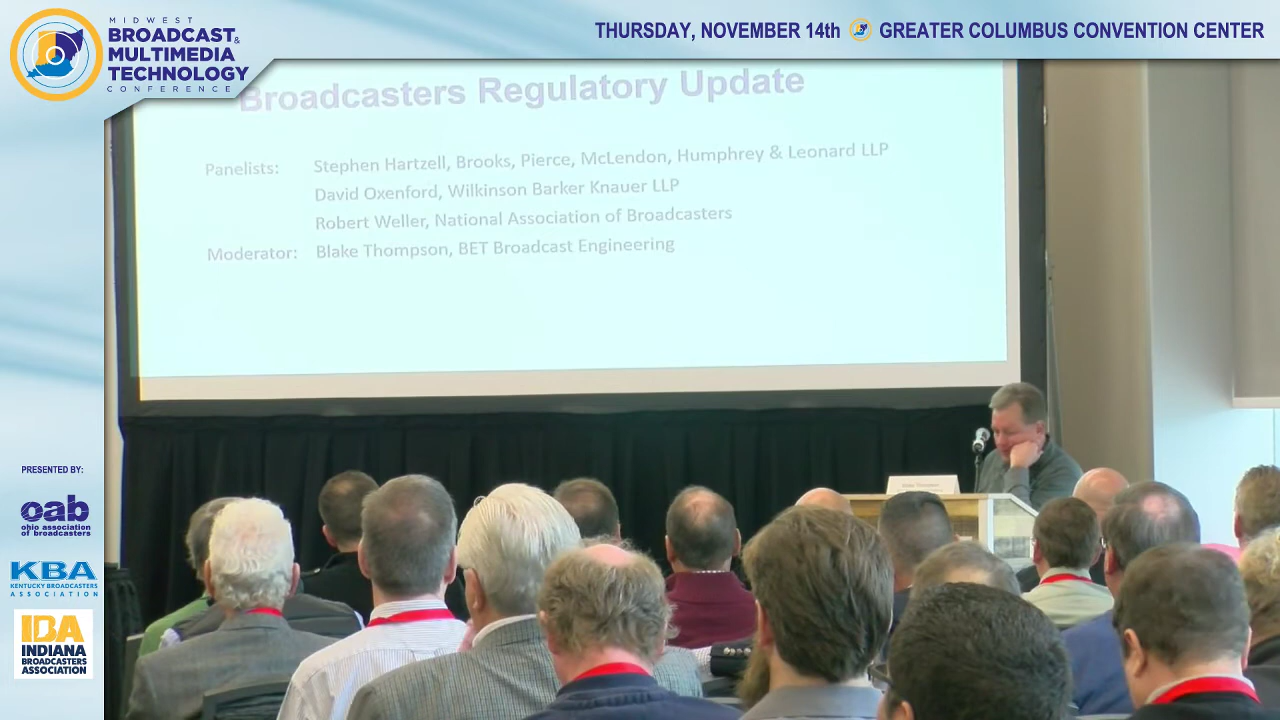 MIDWEST
BROADCAST&
MULTIMEDIA
TECHNOLOGY
CONFERENCE
THURSDAY, NOVEMBER 14th
GREATER COLUMBUS CONVENTION CENTER
Broadcasters Regulatory Update
Panelists: Stephen Hartzell, Brooks, Pierce, McLendon, Humphrey & Leonard LLP
David Oxenford, Wilkinson Barker Knauer LLP
Robert Weller, National Association of Broadcasters
Moderator: Blake Thompson, BET Broadcast Engineering
PRESENTED BY:
oab
ohio association
of broadcasters
KBA
KENTUCKY BROADCASTERS
ASSOCIATION
IBA
INDIANA
BROADCASTERS
ASSOCIATION
Blake Thompson